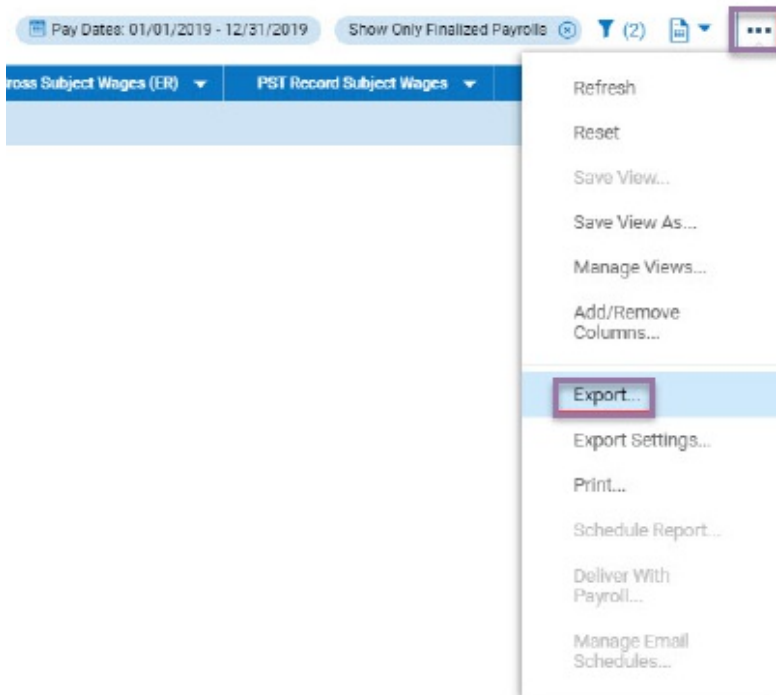 Pay Dates: 01/01/2019 - 12/31/2019 Show Only Finalized Payrolls (2)
ross Subject Wages (ER) PST Record Subject Wages
Refresh
Reset
Save View...
Save View As...
Manage Views...
Add/Remove
Columns...
Export...
Export Settings...
Print...
Schedule Report...
Deliver With
Payroll...
Manage Email
Schedules...